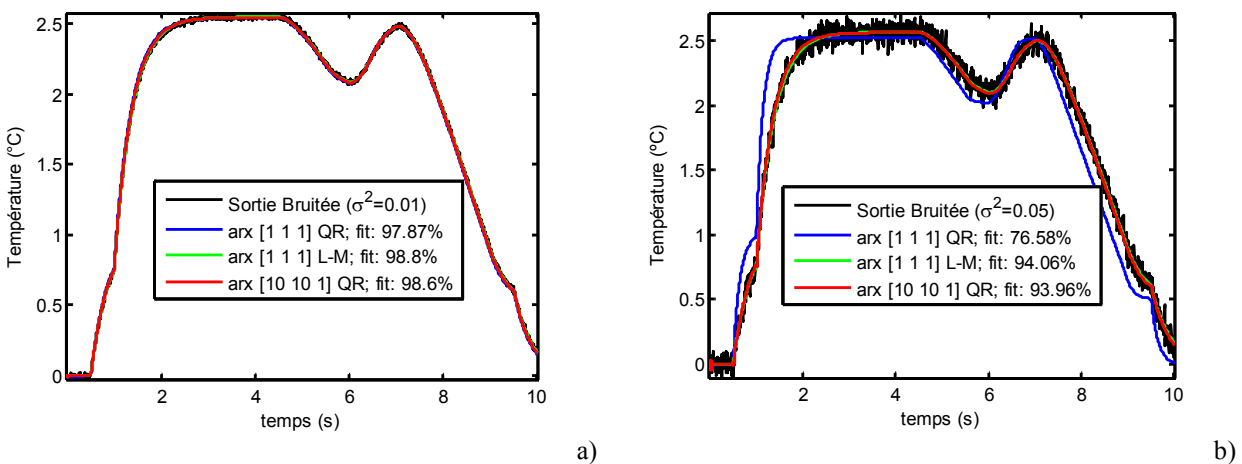 2.5
2
1.5
1
0.5
0
2
4
6
8
10
Température (°C)
temps (s)
Sortie Bruitée (σ²=0.01)
arx [1 1 1] QR; fit: 97.87%
arx [1 1 1] L-M; fit: 98.8%
arx [10 10 1] QR; fit: 98.6%
a)
2.5
2
1.5
1
0.5
0
2
4
6
8
10
Température (ºC)
temps (s)
Sortie Bruitée (σ²=0.05)
arx [1 1 1] QR; fit: 76.58%
arx [1 1 1] L-M; fit: 94.06%
arx [10 10 1] QR; fit: 93.96%
b)